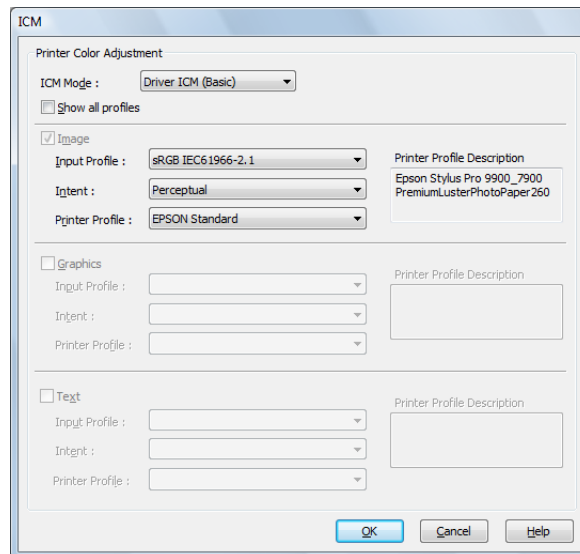 ICM
Printer Color Adjustment
ICM Mode : Driver ICM (Basic)
Show all profiles
Image
Input Profile : sRGB IEC61966-2.1
Intent : Perceptual
Printer Profile : EPSON Standard
Printer Profile Description
Epson Stylus Pro 9900_7900
PremiumLusterPhotoPaper260
Graphics
Input Profile :
Intent :
Printer Profile :
Printer Profile Description
Text
Input Profile :
Intent :
Printer Profile :
Printer Profile Description
OK Cancel Help